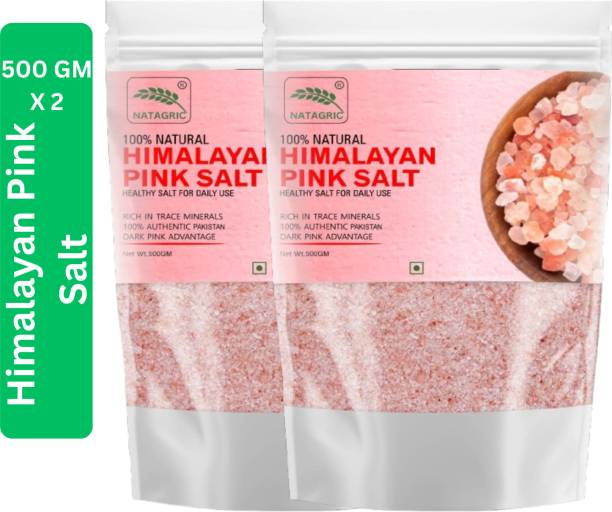 500 GM
X 2
Himalayan Pink
Salt
NATAGRIC
100% NATURAL
HIMALAYAN
PINK SALT
HEALTHY SALT FOR DAILY USE
RICH IN TRACE MINERALS
100% AUTHENTIC PAKISTAN
DARK PINK ADVANTAGE
Net Wt.500GM
®
NATAGRIC
100% NATURAL
HIMALAYAN
PINK SALT
HEALTHY SALT FOR DAILY USE
RICH IN TRACE MINERALS
100% AUTHENTIC PAKISTAN
DARK PINK ADVANTAGE
Net Wt.500GM